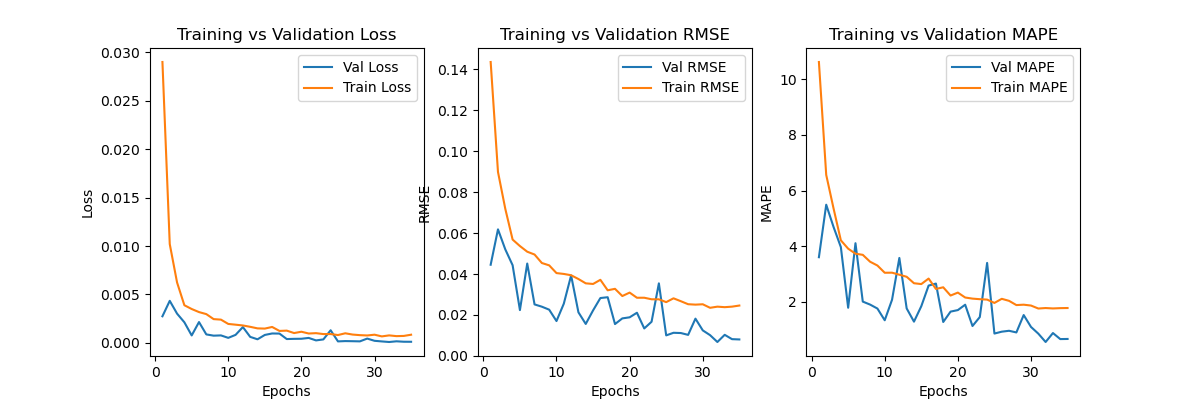 Training vs Validation Loss
0.030
0.025
0.020
0.015
0.010
0.005
0.000
Loss
0
10
20
30
Epochs
Val Loss
Train Loss
Training vs Validation RMSE
0.14
0.12
0.10
0.08
0.06
0.04
0.02
0.00
RMSE
0
10
20
30
Epochs
Val RMSE
Train RMSE
Training vs Validation MAPE
10
8
6
4
2
MAPE
0
10
20
30
Epochs
Val MAPE
Train MAPE